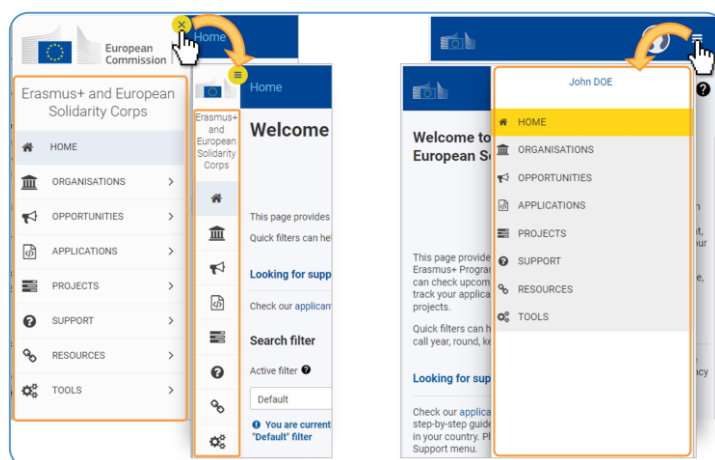 European
Commission
Erasmus+ and European
Solidarity Corps
HOME
ORGANISATIONS
OPPORTUNITIES
APPLICATIONS
PROJECTS
SUPPORT
RESOURCES
TOOLS
Home
Erasmus+
and
European
Solidarity
Corps
Home
Welcome
This page provides
Quick filters can hel
Looking for supp
Check our applican
Search filter
Active filter
Default
You are current
"Default" filter
Welcome to
European S
This page provide
Erasmus+ Progra
can check upcom
track your applica
projects.
Quick filters can h
call year, round, ke
Looking for sup
Check our applica
step-by-step guide
in your country. Pl
Support menu.
John DOE
HOME
ORGANISATIONS
OPPORTUNITIES
APPLICATIONS
PROJECTS
SUPPORT
RESOURCES
TOOLS